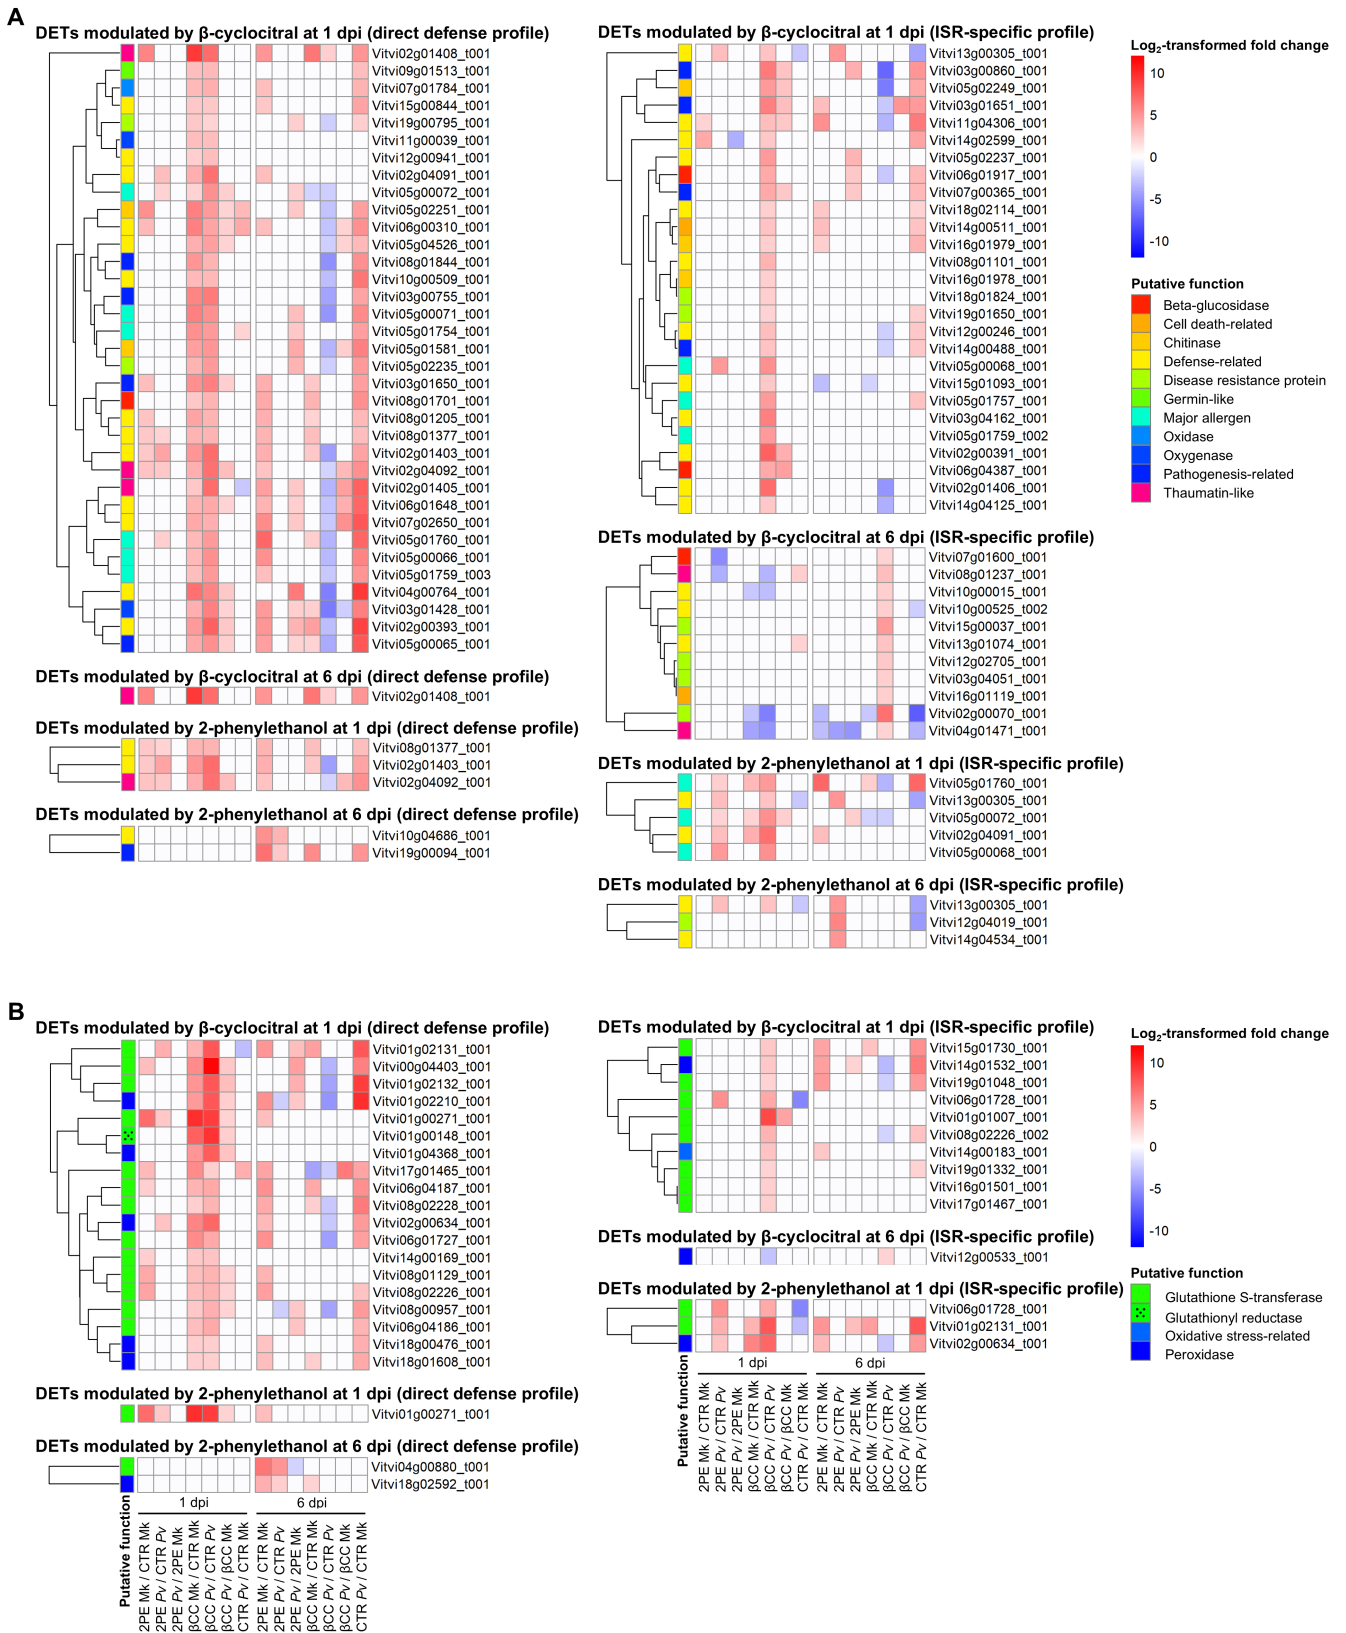 A
DETs modulated by β-cyclocitral at 1 dpi (direct defense profile)
Vitvi02g01408_t001
Vitvi09g01513_t001
Vitvi07g01784_t001
Vitvi15g00844_t001
Vitvi19g00795_t001
Vitvi11g00039_t001
Vitvi12g00941_t001
Vitvi02g04091_t001
Vitvi05g00072_t001
Vitvi05g02251_t001
Vitvi06g00310_t001
Vitvi05g04526_t001
Vitvi08g01844_t001
Vitvi10g00509_t001
Vitvi03g00755_t001
Vitvi05g00071_t001
Vitvi05g01754_t001
Vitvi05g01581_t001
Vitvi05g02235_t001
Vitvi03g01650_t001
Vitvi08g01701_t001
Vitvi08g01205_t001
Vitvi08g01377_t001
Vitvi02g01403_t001
Vitvi02g04092_t001
Vitvi02g01405_t001
Vitvi06g01648_t001
Vitvi07g02650_t001
Vitvi05g01760_t001
Vitvi05g00066_t001
Vitvi05g01759_t003
Vitvi04g00764_t001
Vitvi03g01428_t001
Vitvi02g00393_t001
Vitvi05g00065_t001
DETs modulated by β-cyclocitral at 6 dpi (direct defense profile)
Vitvi02g01408_t001
DETs modulated by 2-phenylethanol at 1 dpi (direct defense profile)
Vitvi08g01377_t001
Vitvi02g01403_t001
Vitvi02g04092_t001
DETs modulated by 2-phenylethanol at 6 dpi (direct defense profile)
Vitvi10g04686_t001
Vitvi19g00094_t001
DETs modulated by β-cyclocitral at 1 dpi (ISR-specific profile)
Vitvi13g00305_t001
Vitvi03g00860_t001
Vitvi05g02249_t001
Vitvi03g01651_t001
Vitvi11g04306_t001
Vitvi14g02599_t001
Vitvi05g02237_t001
Vitvi06g01917_t001
Vitvi07g00365_t001
Vitvi18g02114_t001
Vitvi14g00511_t001
Vitvi16g01979_t001
Vitvi08g01101_t001
Vitvi16g01978_t001
Vitvi18g01824_t001
Vitvi19g01650_t001
Vitvi12g00246_t001
Vitvi14g00488_t001
Vitvi05g00068_t001
Vitvi15g01093_t001
Vitvi05g01757_t001
Vitvi03g04162_t001
Vitvi05g01759_t002
Vitvi02g00391_t001
Vitvi06g04387_t001
Vitvi02g01406_t001
Vitvi14g04125_t001
DETs modulated by β-cyclocitral at 6 dpi (ISR-specific profile)
Vitvi07g01600_t001
Vitvi08g01237_t001
Vitvi10g00015_t001
Vitvi10g00525_t002
Vitvi15g00037_t001
Vitvi13g01074_t001
Vitvi12g02705_t001
Vitvi03g04051_t001
Vitvi16g01119_t001
Vitvi02g00070_t001
Vitvi04g01471_t001
DETs modulated by 2-phenylethanol at 1 dpi (ISR-specific profile)
Vitvi05g01760_t001
Vitvi13g00305_t001
Vitvi05g00072_t001
Vitvi02g04091_t001
Vitvi05g00068_t001
DETs modulated by 2-phenylethanol at 6 dpi (ISR-specific profile)
Vitvi13g00305_t001
Vitvi12g04019_t001
Vitvi14g04534_t001
Log2-transformed fold change
10
5
0
-5
-10
Putative function
Beta-glucosidase
Cell death-related
Chitinase
Defense-related
Disease resistance protein
Germin-like
Major allergen
Oxidase
Oxygenase
Pathogenesis-related
Thaumatin-like
B
DETs modulated by β-cyclocitral at 1 dpi (direct defense profile)
Vitvi01g02131_t001
Vitvi00g04403_t001
Vitvi01g02132_t001
Vitvi01g02210_t001
Vitvi01g00271_t001
Vitvi01g00148_t001
Vitvi01g04368_t001
Vitvi17g01465_t001
Vitvi06g04187_t001
Vitvi08g02228_t001
Vitvi02g00634_t001
Vitvi06g01727_t001
Vitvi14g00169_t001
Vitvi08g01129_t001
Vitvi08g02226_t001
Vitvi08g00957_t001
Vitvi06g04186_t001
Vitvi18g00476_t001
Vitvi18g01608_t001
DETs modulated by 2-phenylethanol at 1 dpi (direct defense profile)
Vitvi01g00271_t001
DETs modulated by 2-phenylethanol at 6 dpi (direct defense profile)
Vitvi04g00880_t001
Vitvi18g02592_t001
1 dpi
6 dpi
Putative function
2PE Mk / CTR Mk
2PE Pv / CTR Pv
2PE Pv / 2PE Mk
βCC Mk / CTR Mk
βCC Pv / CTR Pv
βCC Pv / βCC Mk
CTR Pv / CTR Mk
2PE Mk / CTR Mk
2PE Pv / CTR Pv
2PE Pv / 2PE Mk
βCC Mk / CTR Mk
βCC Pv / CTR Pv
βCC Pv / βCC Mk
CTR Pv / CTR Mk
DETs modulated by β-cyclocitral at 1 dpi (ISR-specific profile)
Vitvi15g01730_t001
Vitvi14g01532_t001
Vitvi19g01048_t001
Vitvi06g01728_t001
Vitvi01g01007_t001
Vitvi08g02226_t002
Vitvi14g00183_t001
Vitvi19g01332_t001
Vitvi16g01501_t001
Vitvi17g01467_t001
DETs modulated by β-cyclocitral at 6 dpi (ISR-specific profile)
Vitvi12g00533_t001
DETs modulated by 2-phenylethanol at 1 dpi (ISR-specific profile)
Vitvi06g01728_t001
Vitvi01g02131_t001
Vitvi02g00634_t001
1 dpi
6 dpi
Putative function
2PE Mk / CTR Mk
2PE Pv / CTR Pv
2PE Pv / 2PE Mk
βCC Mk / CTR Mk
βCC Pv / CTR Pv
βCC Pv / βCC Mk
CTR Pv / CTR Mk
2PE Mk / CTR Mk
2PE Pv / CTR Pv
2PE Pv / 2PE Mk
βCC Mk / CTR Mk
βCC Pv / CTR Pv
βCC Pv / βCC Mk
CTR Pv / CTR Mk
Log2-transformed fold change
10
5
0
-5
-10
Putative function
Glutathione S-transferase
Glutathionyl reductase
Oxidative stress-related
Peroxidase